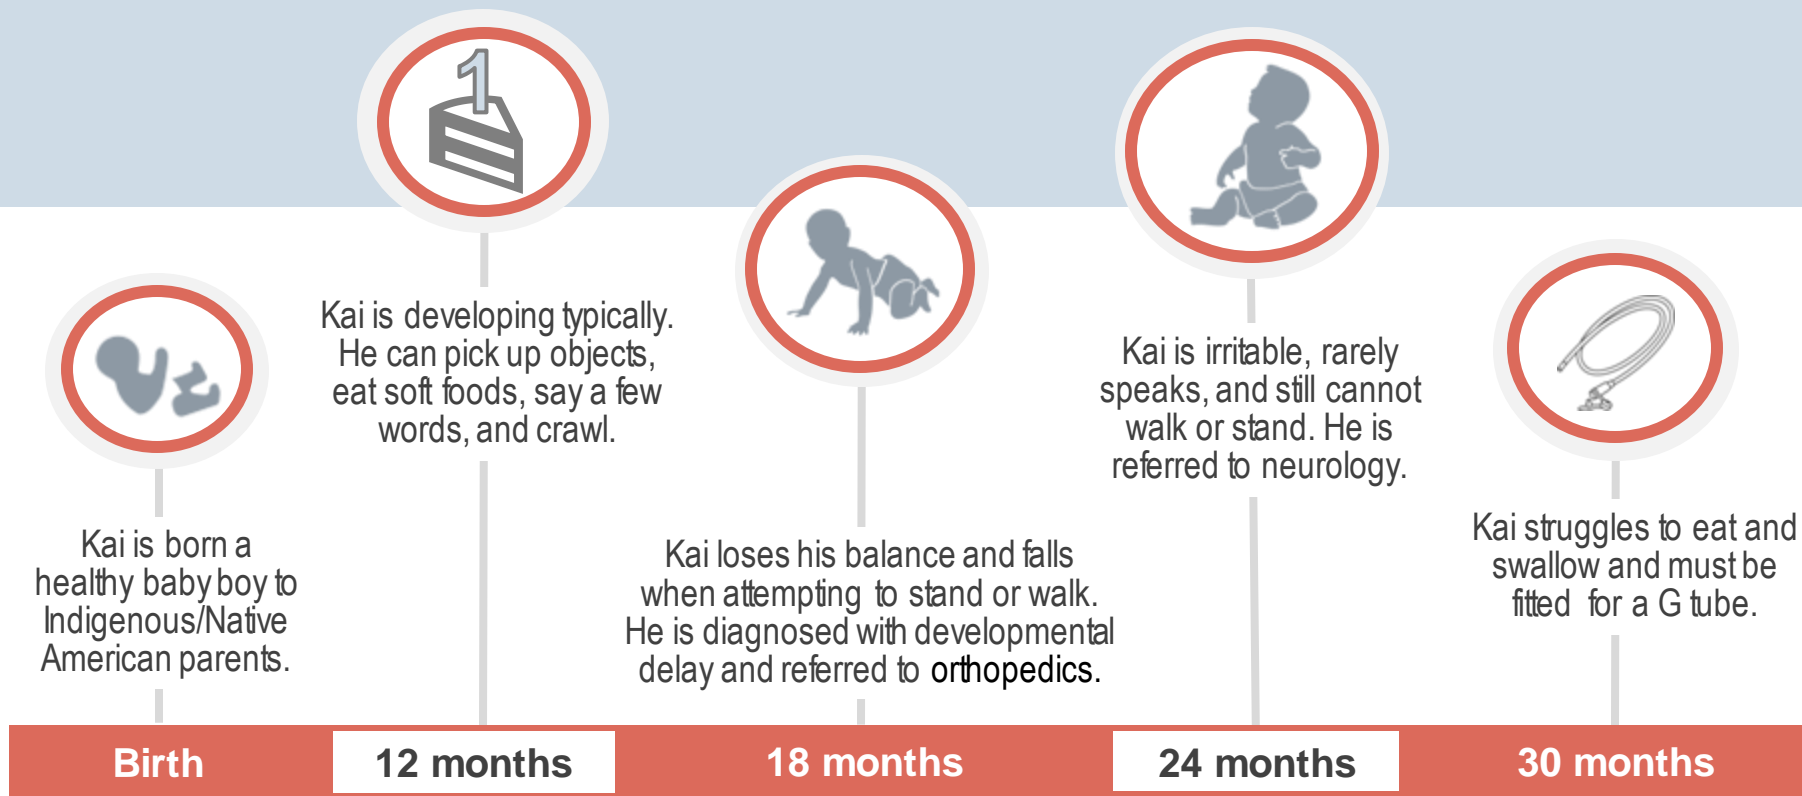 1
Kai is born a
healthy baby boy to
Indigenous/Native
American parents.
Birth
Kai is developing typically.
He can pick up objects,
eat soft foods, say a few
words, and crawl.
12 months
Kai loses his balance and falls
when attempting to stand or walk.
He is diagnosed with developmental
delay and referred to orthopedics.
18 months
Kai is irritable, rarely
speaks, and still cannot
walk or stand. He is
referred to neurology.
24 months
Kai struggles to eat and
swallow and must be
fitted for a G tube.
30 months